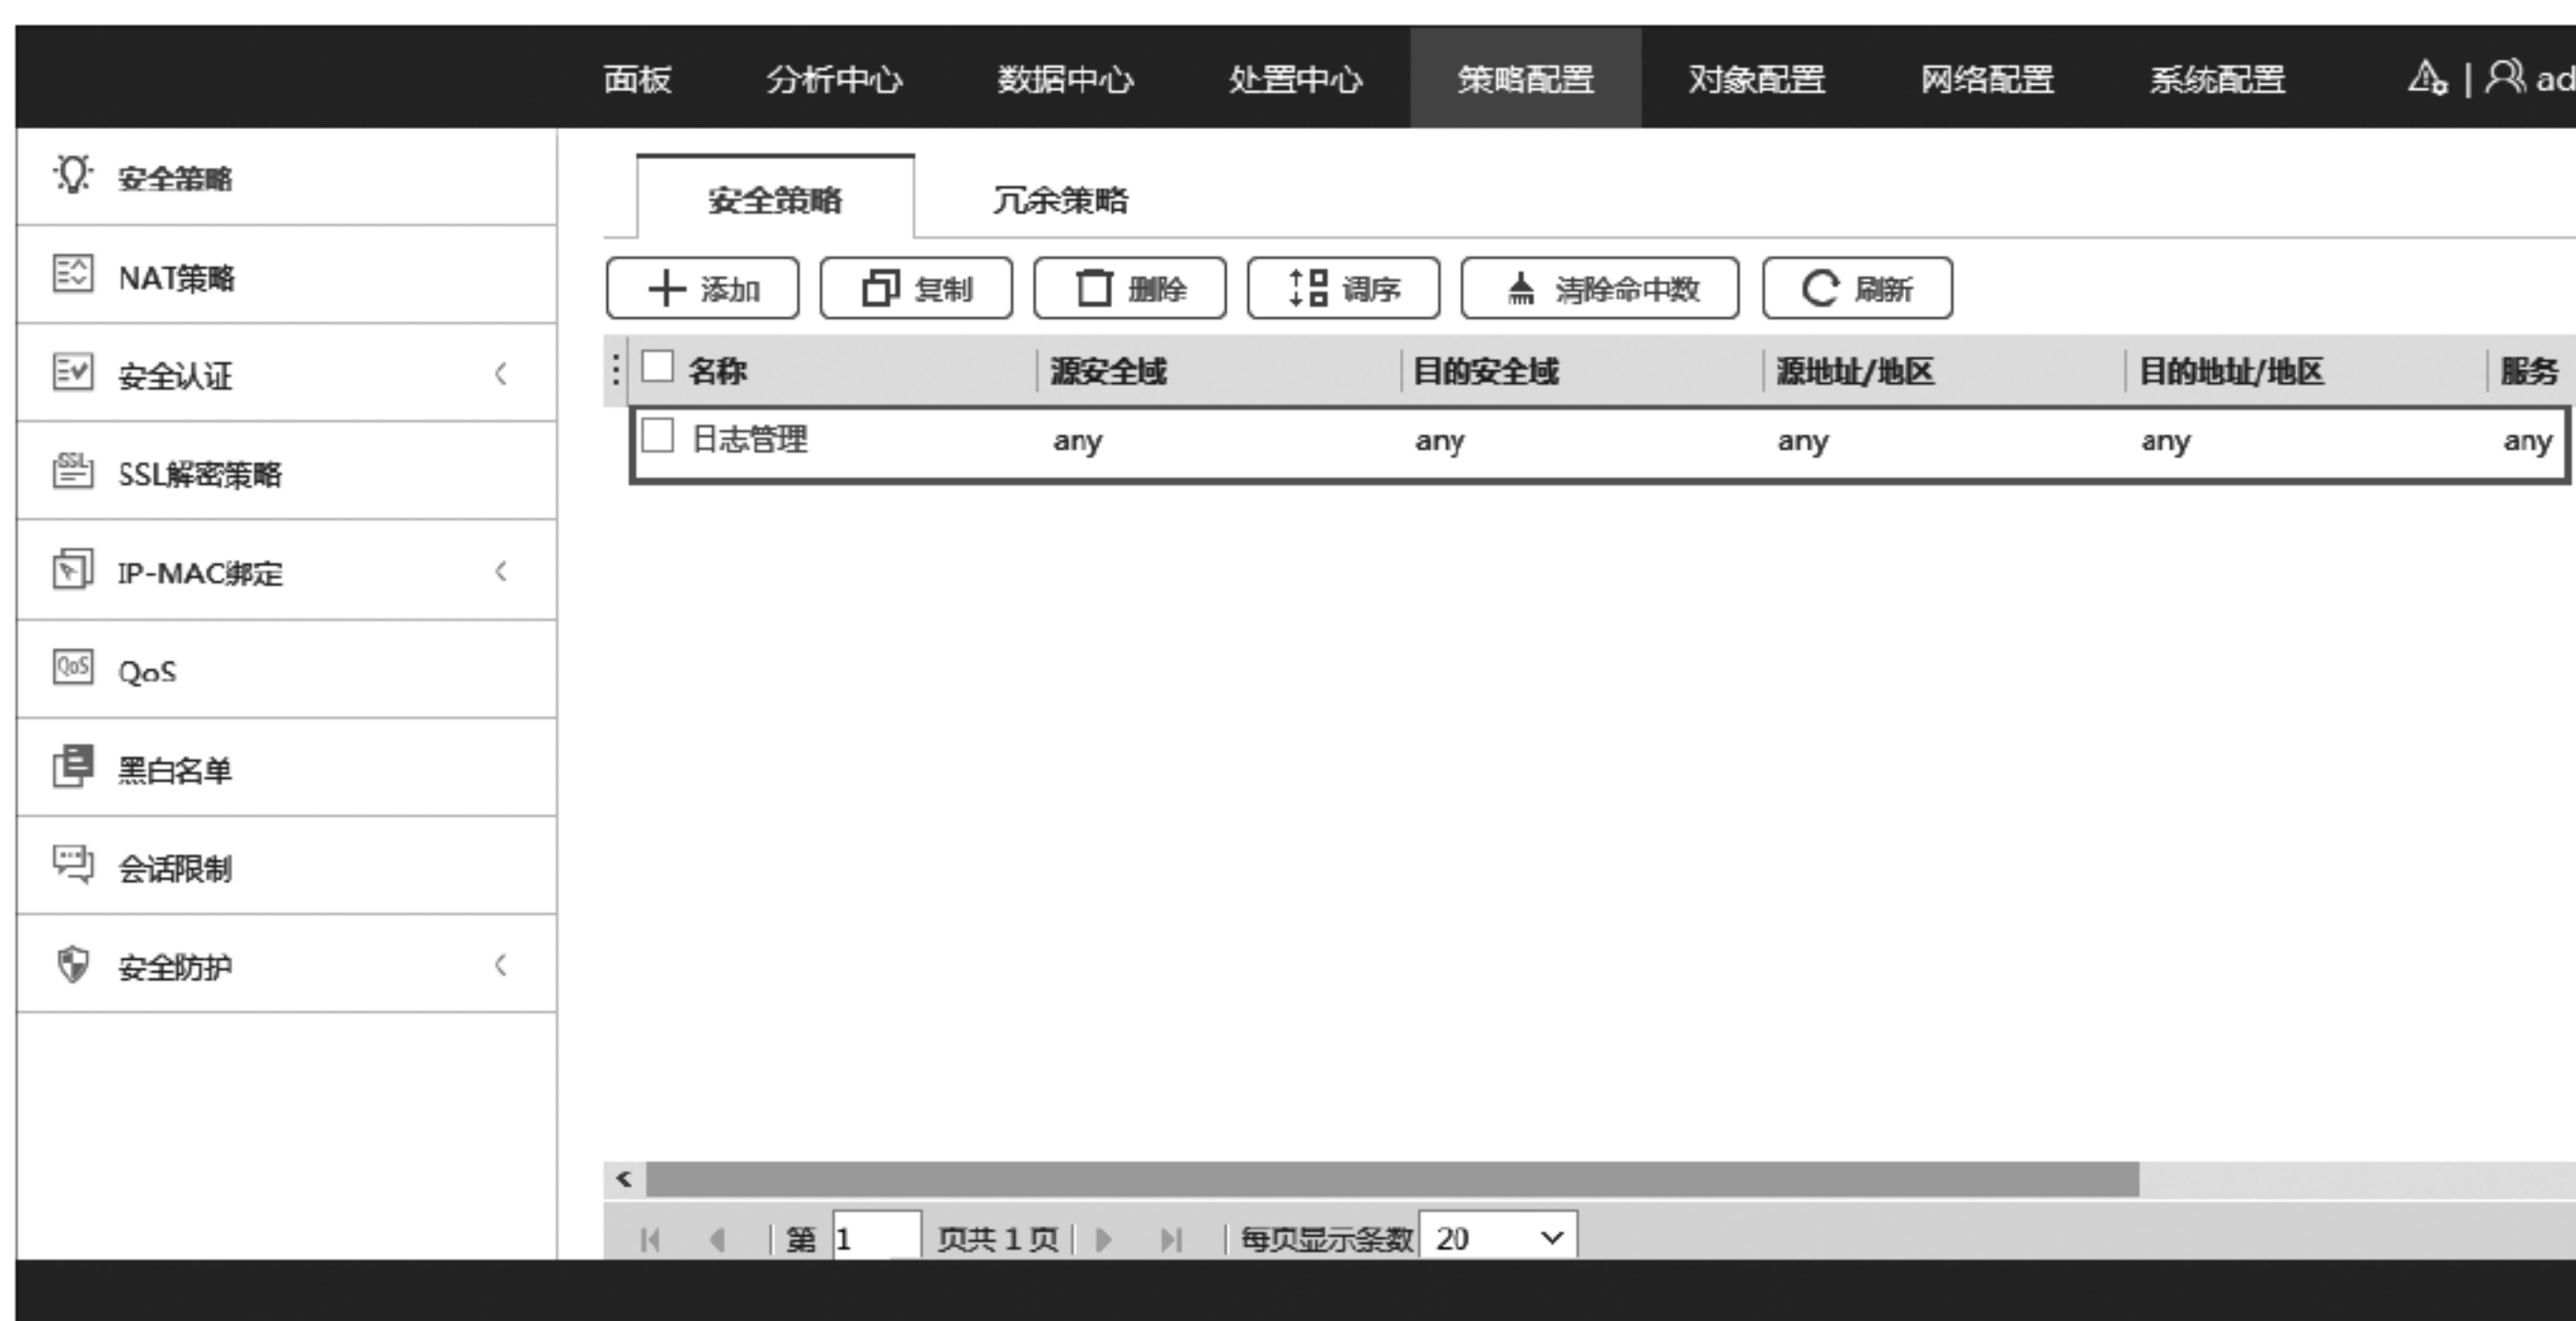 面板 分析中心 数据中心 处置中心 策略配置 对象配置 网络配置 系统配置 | ad
安全策略
NAT策略
安全认证
SSL SSL解密策略
IP-MAC绑定
QoS QoS
黑白名单
会话限制
安全防护
安全策略 冗余策略
添加 复制 删除 调序 清除命中数 刷新
名称 源安全域 目的安全域 源地址/地区 目的地址/地区 服务
日志管理 any any any any any
第 1 页共 1 页 每页显示条数 20